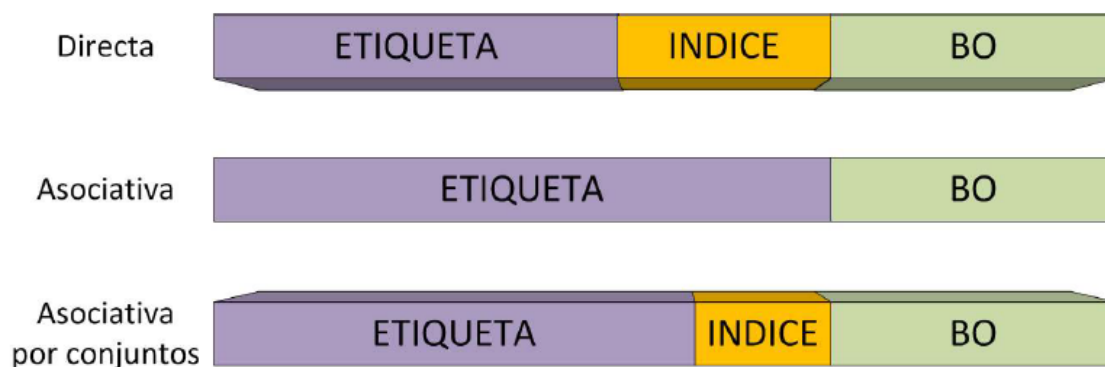 Directa
ETIQUETA INDICE BO
Asociativa
ETIQUETA BO
Asociativa
por conjuntos
ETIQUETA INDICE BO